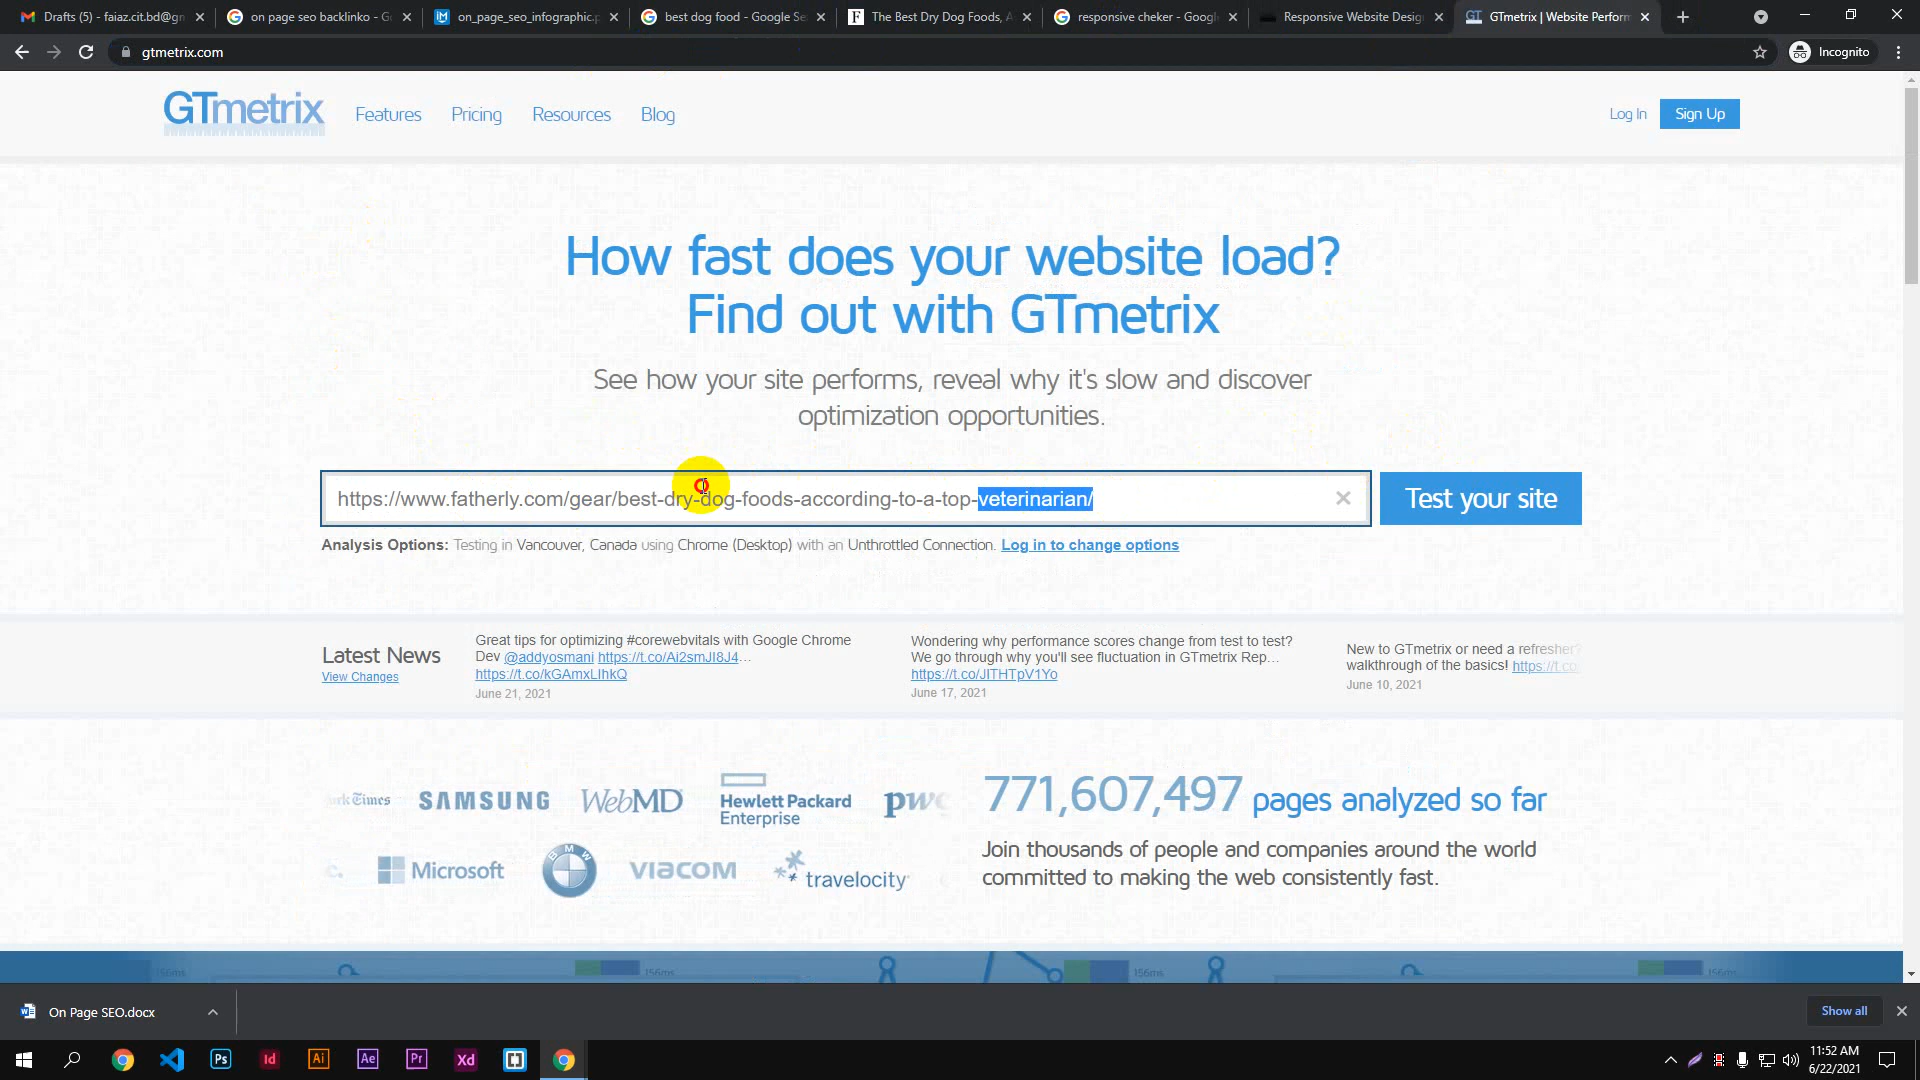 Drafts (5) - faiaz.cit.bd@gm
on page seo backlinko - G
on_page_seo_infographic.p
best dog food - Google Se
The Best Dry Dog Foods, A
responsive cheker - Googl
Responsive Website Desig
GTmetrix | Website Perforn
gtmetrix.com
Incognito
GTmetrix
Features
Pricing
Resources
Blog
Log In
Sign Up
How fast does your website load?
Find out with GTmetrix
See how your site performs, reveal why it's slow and discover
optimization opportunities.
https://www.fatherly.com/gear/best-dry-dog-foods-according-to-a-top-veterinarian/
Test your site
Analysis Options: Testing in Vancouver, Canada using Chrome (Desktop) with an Unthrottled Connection. Log in to change options
Latest News
View Changes
Great tips for optimizing #corewebvitals with Google Chrome
Dev @addyosmani https://t.co/Ai2smJI8J4…
https://t.co/kGAmxLIhkQ
June 21, 2021
Wondering why performance scores change from test to test?
We go through why you'll see fluctuation in GTmetrix Rep...
https://t.co/JITHTpV1Yo
June 17, 2021
New to GTmetrix or need a refresher?
walkthrough of the basics! https://t.co
June 10, 2021
rk Times
SAMSUNG
WebMD
Hewlett Packard
Enterprise
pwc
Microsoft
BMW
VIACOM
travelocity
771,607,497 pages analyzed so far
Join thousands of people and companies around the world
committed to making the web consistently fast.
156ms
156ms
156ms
156ms
On Page SEO.docx
Show all
Ps
Id
Ai
Ae
Pr
Xd
11:52 AM
6/22/2021